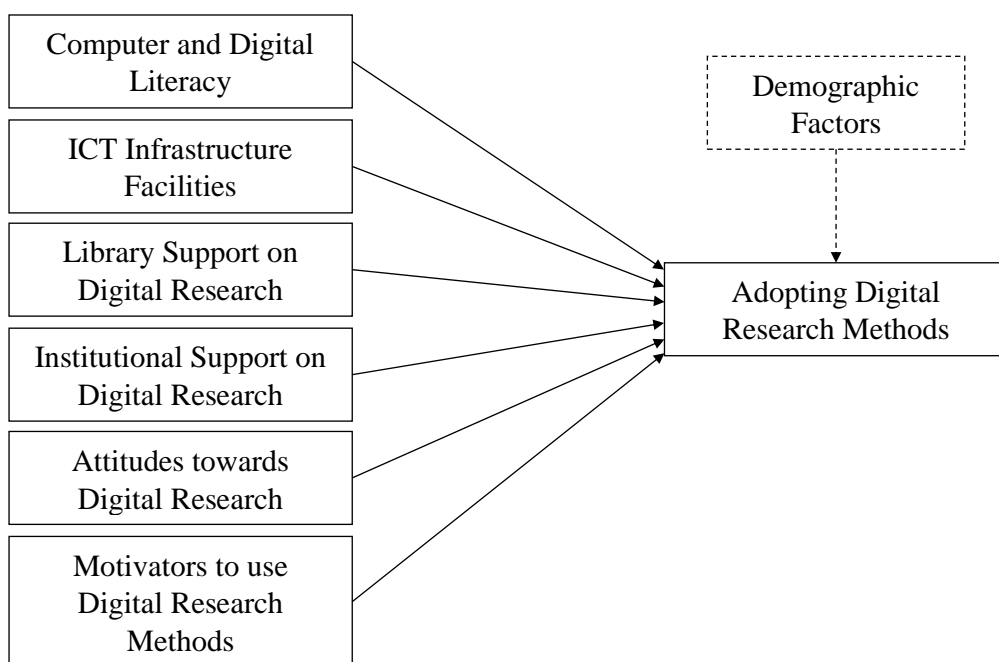 Computer and Digital
Literacy
ICT Infrastructure
Facilities
Library Support on
Digital Research
Institutional Support on
Digital Research
Attitudes towards
Digital Research
Motivators to use
Digital Research
Methods
Demographic
Factors
Adopting Digital
Research Methods